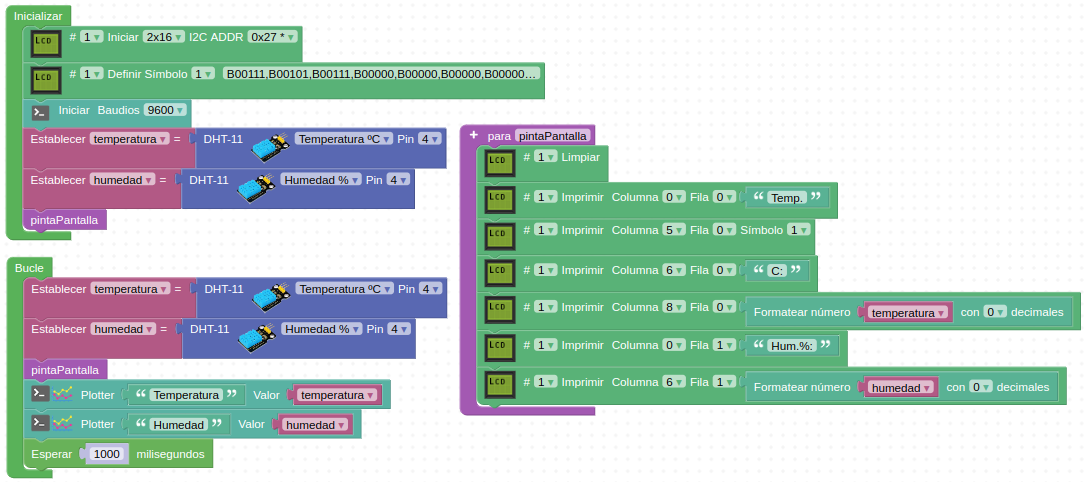 Inicializar
LCD # 1 Iniciar 2x16 I2C ADDR 0x27 *
LCD # 1 Definir Símbolo 1 B00111,B00101,B00111,B00000,B00000,B00000,B00000...
Iniciar Baudios 9600
Establecer temperatura = DHT-11 Temperatura ºC Pin 4
Establecer humedad = DHT-11 Humedad % Pin 4
pintaPantalla
Bucle
Establecer temperatura = DHT-11 Temperatura ºC Pin 4
Establecer humedad = DHT-11 Humedad % Pin 4
pintaPantalla
Plotter “ Temperatura ” Valor temperatura
Plotter “ Humedad ” Valor humedad
Esperar 1000 milisegundos
+ para pintaPantalla
LCD # 1 Limpiar
LCD # 1 Imprimir Columna 0 Fila 0 “ Temp. ”
LCD # 1 Imprimir Columna 5 Fila 0 Símbolo 1
LCD # 1 Imprimir Columna 6 Fila 0 “ C: ”
LCD # 1 Imprimir Columna 8 Fila 0 Formatear número temperatura con 0 decimales
LCD # 1 Imprimir Columna 0 Fila 1 “ Hum.%: ”
LCD # 1 Imprimir Columna 6 Fila 1 Formatear número humedad con 0 decimales